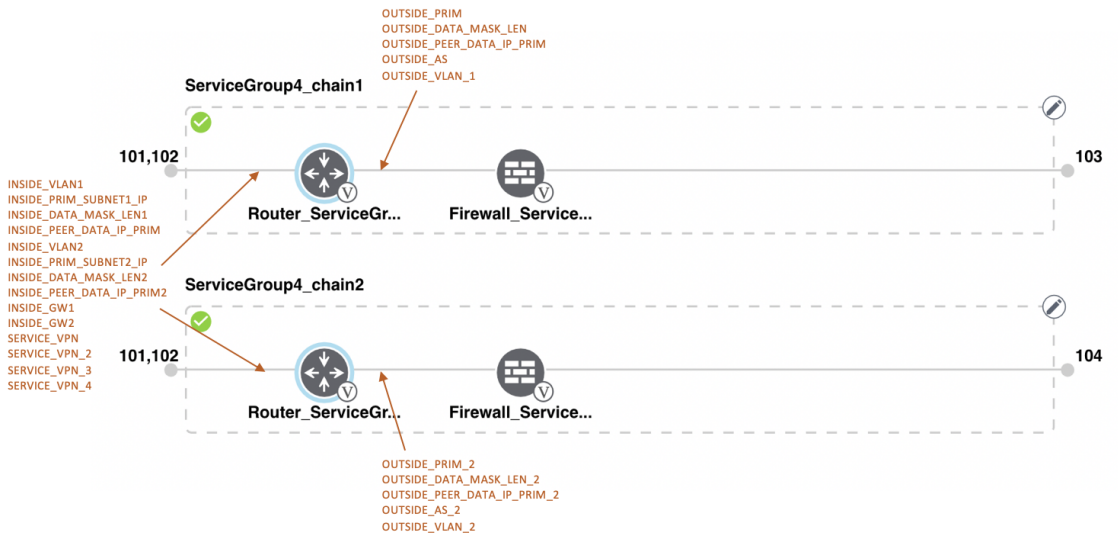 OUTSIDE_PRIM
OUTSIDE_DATA_MASK_LEN
OUTSIDE_PEER_DATA_IP_PRIM
OUTSIDE_AS
OUTSIDE_VLAN_1
ServiceGroup4_chain1
101,102
103
V
V
Router_ServiceGr...
Firewall_Service...
INSIDE_VLAN1
INSIDE_PRIM_SUBNET1_IP
INSIDE_DATA_MASK_LEN1
INSIDE_PEER_DATA_IP_PRIM
INSIDE_VLAN2
INSIDE_PRIM_SUBNET2_IP
INSIDE_DATA_MASK_LEN2
INSIDE_PEER_DATA_IP_PRIM2
INSIDE_GW1
INSIDE_GW2
SERVICE_VPN
SERVICE_VPN_2
SERVICE_VPN_3
SERVICE_VPN_4
ServiceGroup4_chain2
101,102
104
V
V
Router_ServiceGr...
Firewall_Service...
OUTSIDE_PRIM_2
OUTSIDE_DATA_MASK_LEN_2
OUTSIDE_PEER_DATA_IP_PRIM_2
OUTSIDE_AS_2
OUTSIDE_VLAN_2